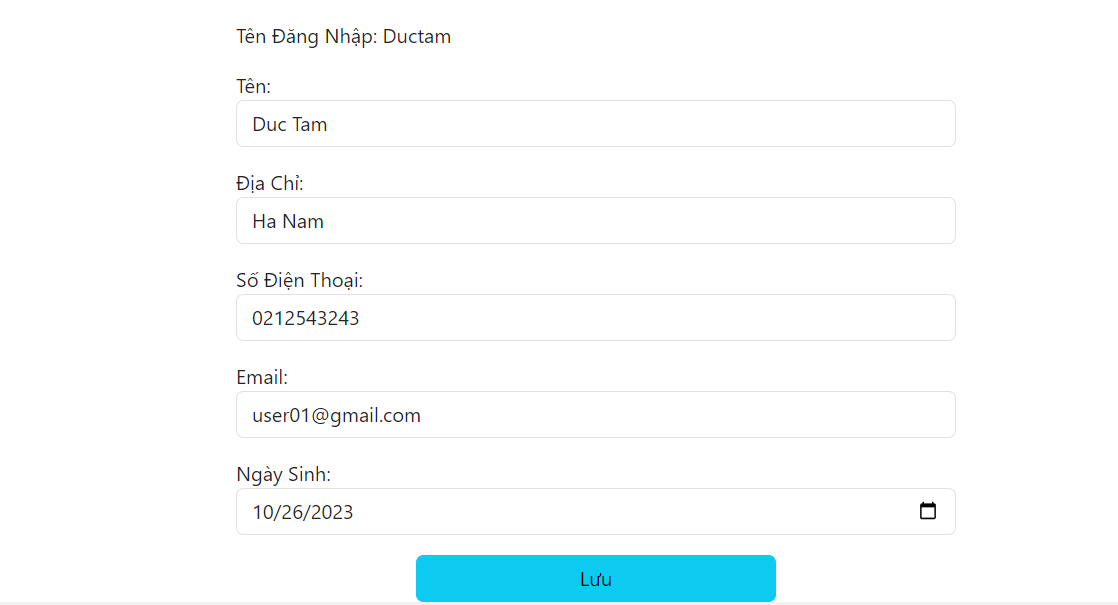 Tên Đăng Nhập: Ductam
Tên:
Duc Tam
Địa Chỉ:
Ha Nam
Số Điện Thoại:
0212543243
Email:
user01@gmail.com
Ngày Sinh:
10/26/2023
Lưu